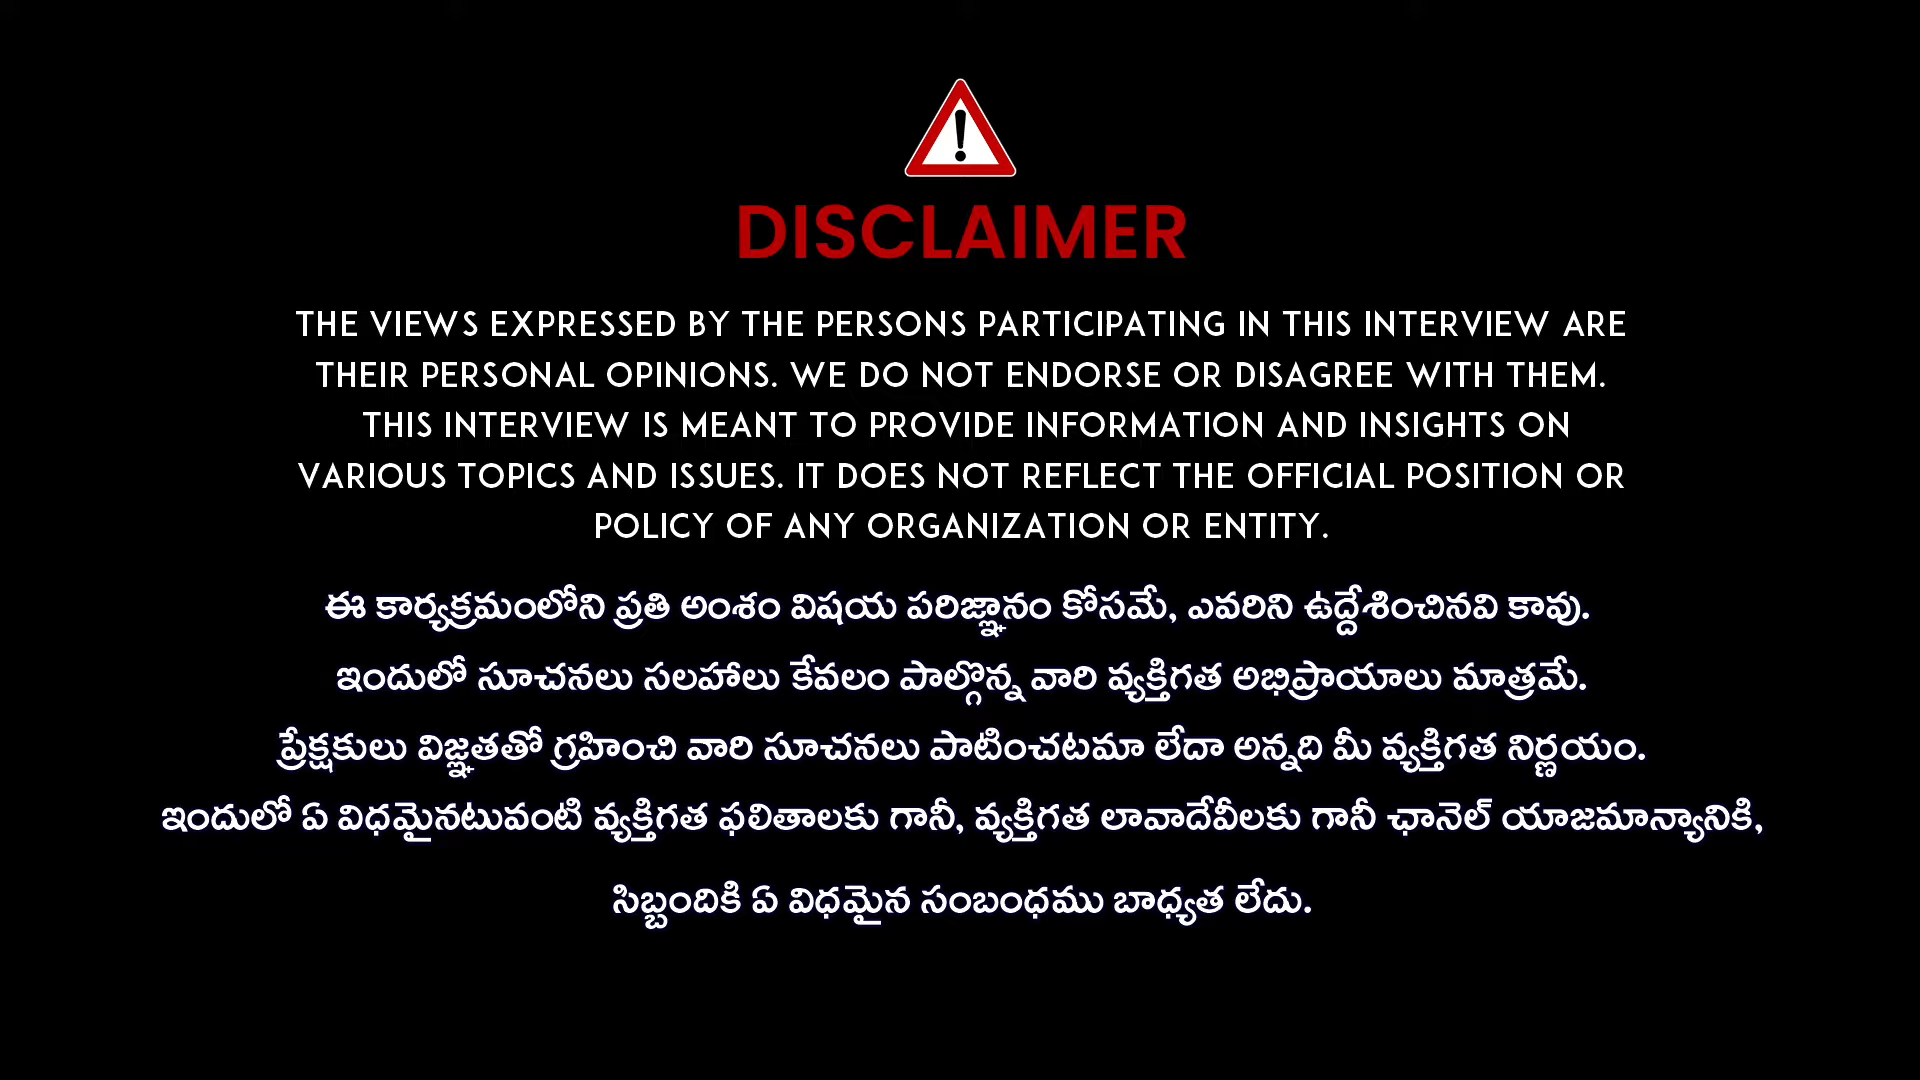 DISCLAIMER
THE VIEWS EXPRESSED BY THE PERSONS PARTICIPATING IN THIS INTERVIEW ARE
THEIR PERSONAL OPINIONS. WE DO NOT ENDORSE OR DISAGREE WITH THEM.
THIS INTERVIEW IS MEANT TO PROVIDE INFORMATION AND INSIGHTS ON
VARIOUS TOPICS AND ISSUES. IT DOES NOT REFLECT THE OFFICIAL POSITION OR
POLICY OF ANY ORGANIZATION OR ENTITY.
ఈ కార్యక్రమంలోని ప్రతి అంశం విషయ పరిజ్ఞానం కోసమే, ఎవరిని ఉద్దేశించినవి కావు.
ఇందులో సూచనలు సలహాలు కేవలం పాల్గొన్న వారి వ్యక్తిగత అభిప్రాయాలు మాత్రమే.
ప్రేక్షకులు విజ్ఞతతో గ్రహించి వారి సూచనలు పాటించటమా లేదా అన్నది మీ వ్యక్తిగత నిర్ణయం.
ఇందులో ఏ విధమైనటువంటి వ్యక్తిగత ఫలితాలకు గానీ, వ్యక్తిగత లావాదేవీలకు గానీ ఛానెల్ యాజమాన్యానికి,
సిబ్బందికి ఏ విధమైన సంబంధము బాధ్యత లేదు.